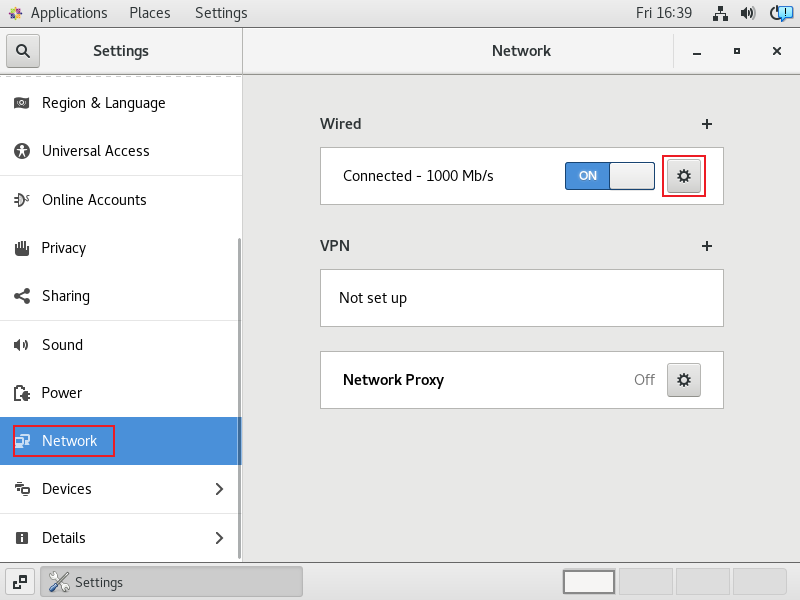 Applications Places Settings Fri 16:39
Settings Network
Region & Language
Universal Access
Online Accounts
Privacy
Sharing
Sound
Power
Network
Devices
Details
Wired
Connected - 1000 Mb/s ON
VPN
Not set up
Network Proxy Off
Settings